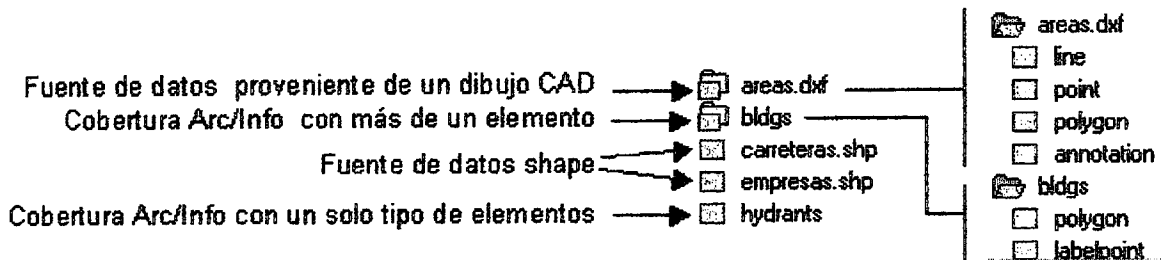 Fuente de datos proveniente de un dibujo CAD
Cobertura Arc/Info con más de un elemento
Fuente de datos shape
Cobertura Arc/Info con un solo tipo de elementos
areas.dxf
bldgs
carreteras.shp
empresas.shp
hydrants
areas.dxf
line
point
polygon
annotation
bldgs
polygon
labelpoint